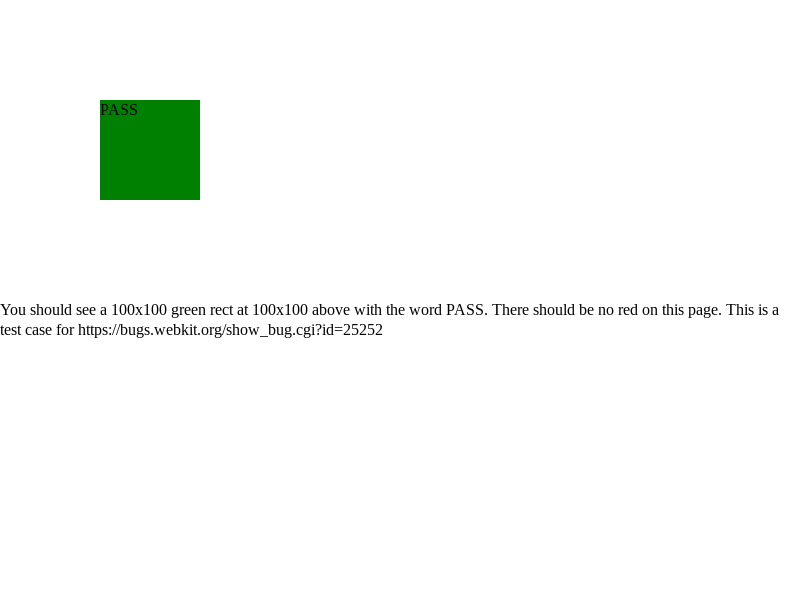 PASS
You should see a 100x100 green rect at 100x100 above with the word PASS. There should be no red on this page. This is a
test case for https://bugs.webkit.org/show_bug.cgi?id=25252